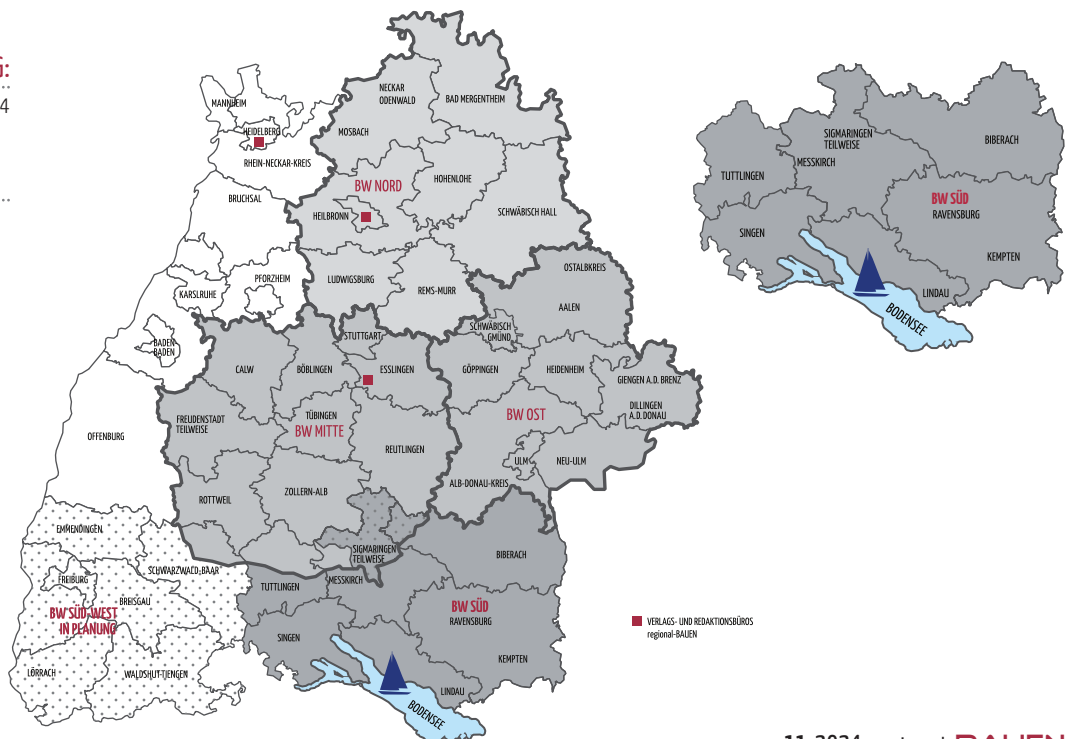 G:
4
MANNHEIM
HEIDELBERG
RHEIN-NECKAR-KREIS
BRUCHSAL
NECKAR
ODENWALD
BAD MERGENTHEIM
MOSBACH
BW NORD
HOHENLOHE
HEILBRONN
SCHWÄBISCH HALL
LUDWIGSBURG
REMS-MURR
PFORZHEIM
KARLSRUHE
BADEN
BADEN
OSTALBKREIS
AALEN
SCHWÄBISCH
GMÜND
STUTTGART
CALW
BÖBLINGEN
ESSLINGEN
GÖPPINGEN
HEIDENHEIM
GIENGEN A.D. BRENZ
DILLINGEN
A.D. DONAU
FREUDENSTADT
TEILWEISE
TÜBINGEN
BW MITTE
BW OST
OFFENBURG
REUTLINGEN
ULM
NEU-ULM
ALB-DONAU-KREIS
ROTTWEIL
ZOLLERN-ALB
EMMENDINGEN
SIGMARINGEN
TEILWEISE
BIBERACH
SCHWARZWALD-BAAR
FREIBURG
TUTTLINGEN
MESSKIRCH
BREISGAU
BW SÜD-WEST
IN PLANUNG
BW SÜD
RAVENSBURG
SINGEN
KEMPTEN
LÖRRACH
WALDSHUT-TIENGEN
LINDAU
BODENSEE
SIGMARINGEN
TEILWEISE
BIBERACH
MESSKIRCH
TUTTLINGEN
BW SÜD
RAVENSBURG
SINGEN
KEMPTEN
LINDAU
BODENSEE
VERLAGS- UND REDAKTIONSBÜROS
regional-BAUEN